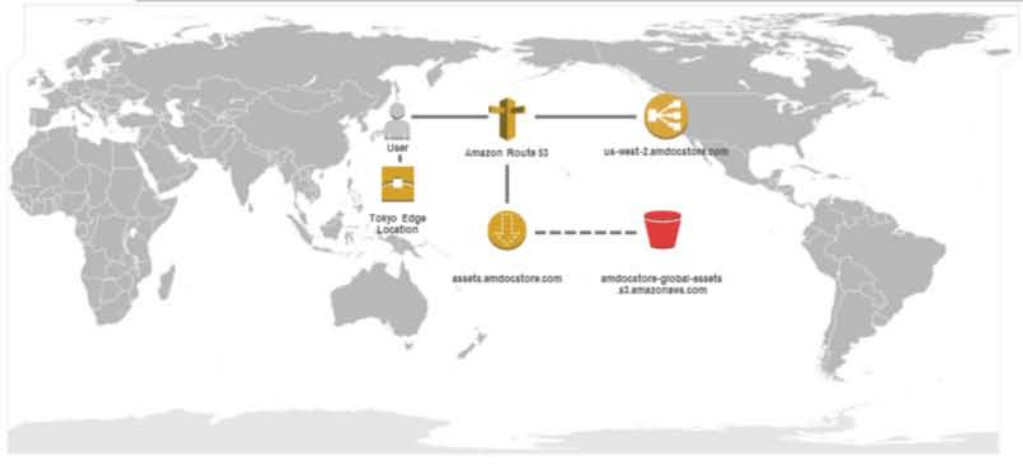 User
Amazon Route 53
us-west-2.amdocstore.com
Tokyo Edge
Location
assets.amdocstore.com
amdocstore-global-assets
.s3.amazonaws.com